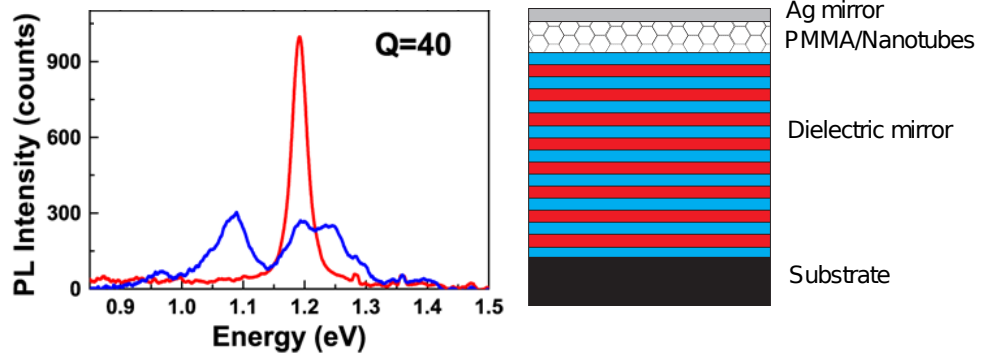 Q=40
PL Intensity (counts)
900
600
300
0
0.9 1.0 1.1 1.2 1.3 1.4 1.5
Energy (eV)
Ag mirror
PMMA/Nanotubes
Dielectric mirror
Substrate